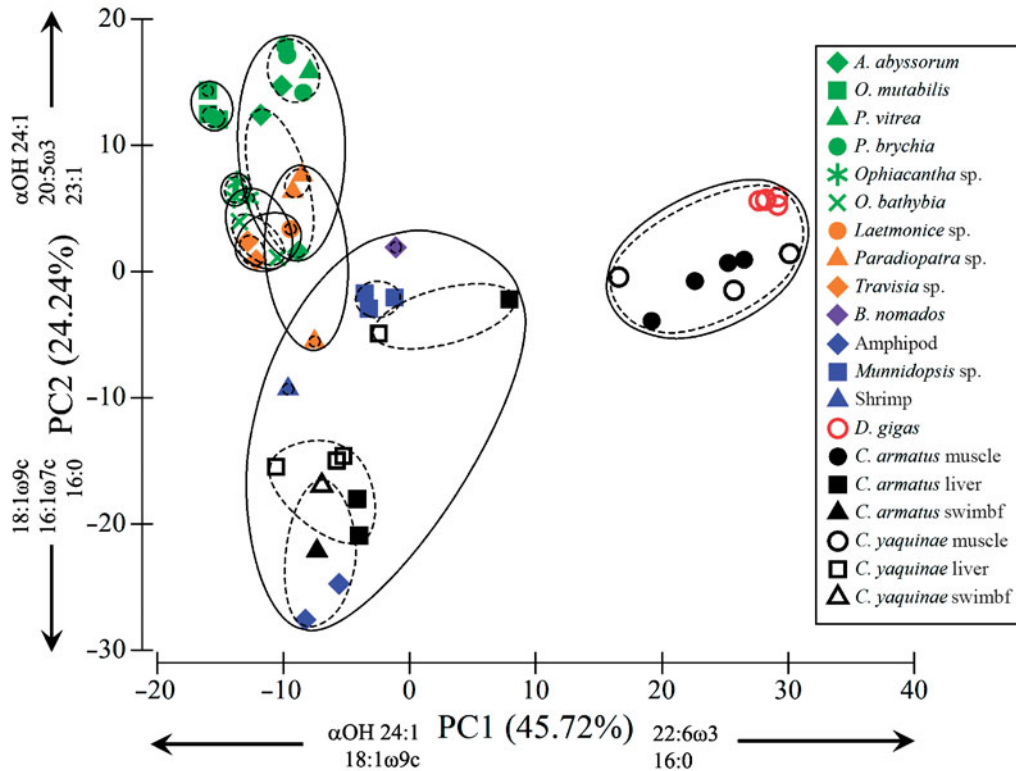 20
10
0
-10
-20
-30
PC2 (24.24%)
αOH 24:1
20:5ω3
23:1
18:1ω9c
16:1ω7c
16:0
A. abyssorum
O. mutabilis
P. vitrea
P. brychia
Ophiacantha sp.
O. bathybia
Laetmonice sp.
Paradiopatra sp.
Travisia sp.
B. nomados
Amphipod
Munnidopsis sp.
Shrimp
D. gigas
C. armatus muscle
C. armatus liver
C. armatus swimbf
C. yaquinae muscle
C. yaquinae liver
C. yaquinae swimbf
-20 -10 0 10 20 30 40
PC1 (45.72%)
αOH 24:1
18:1ω9c
22:6ω3
16:0